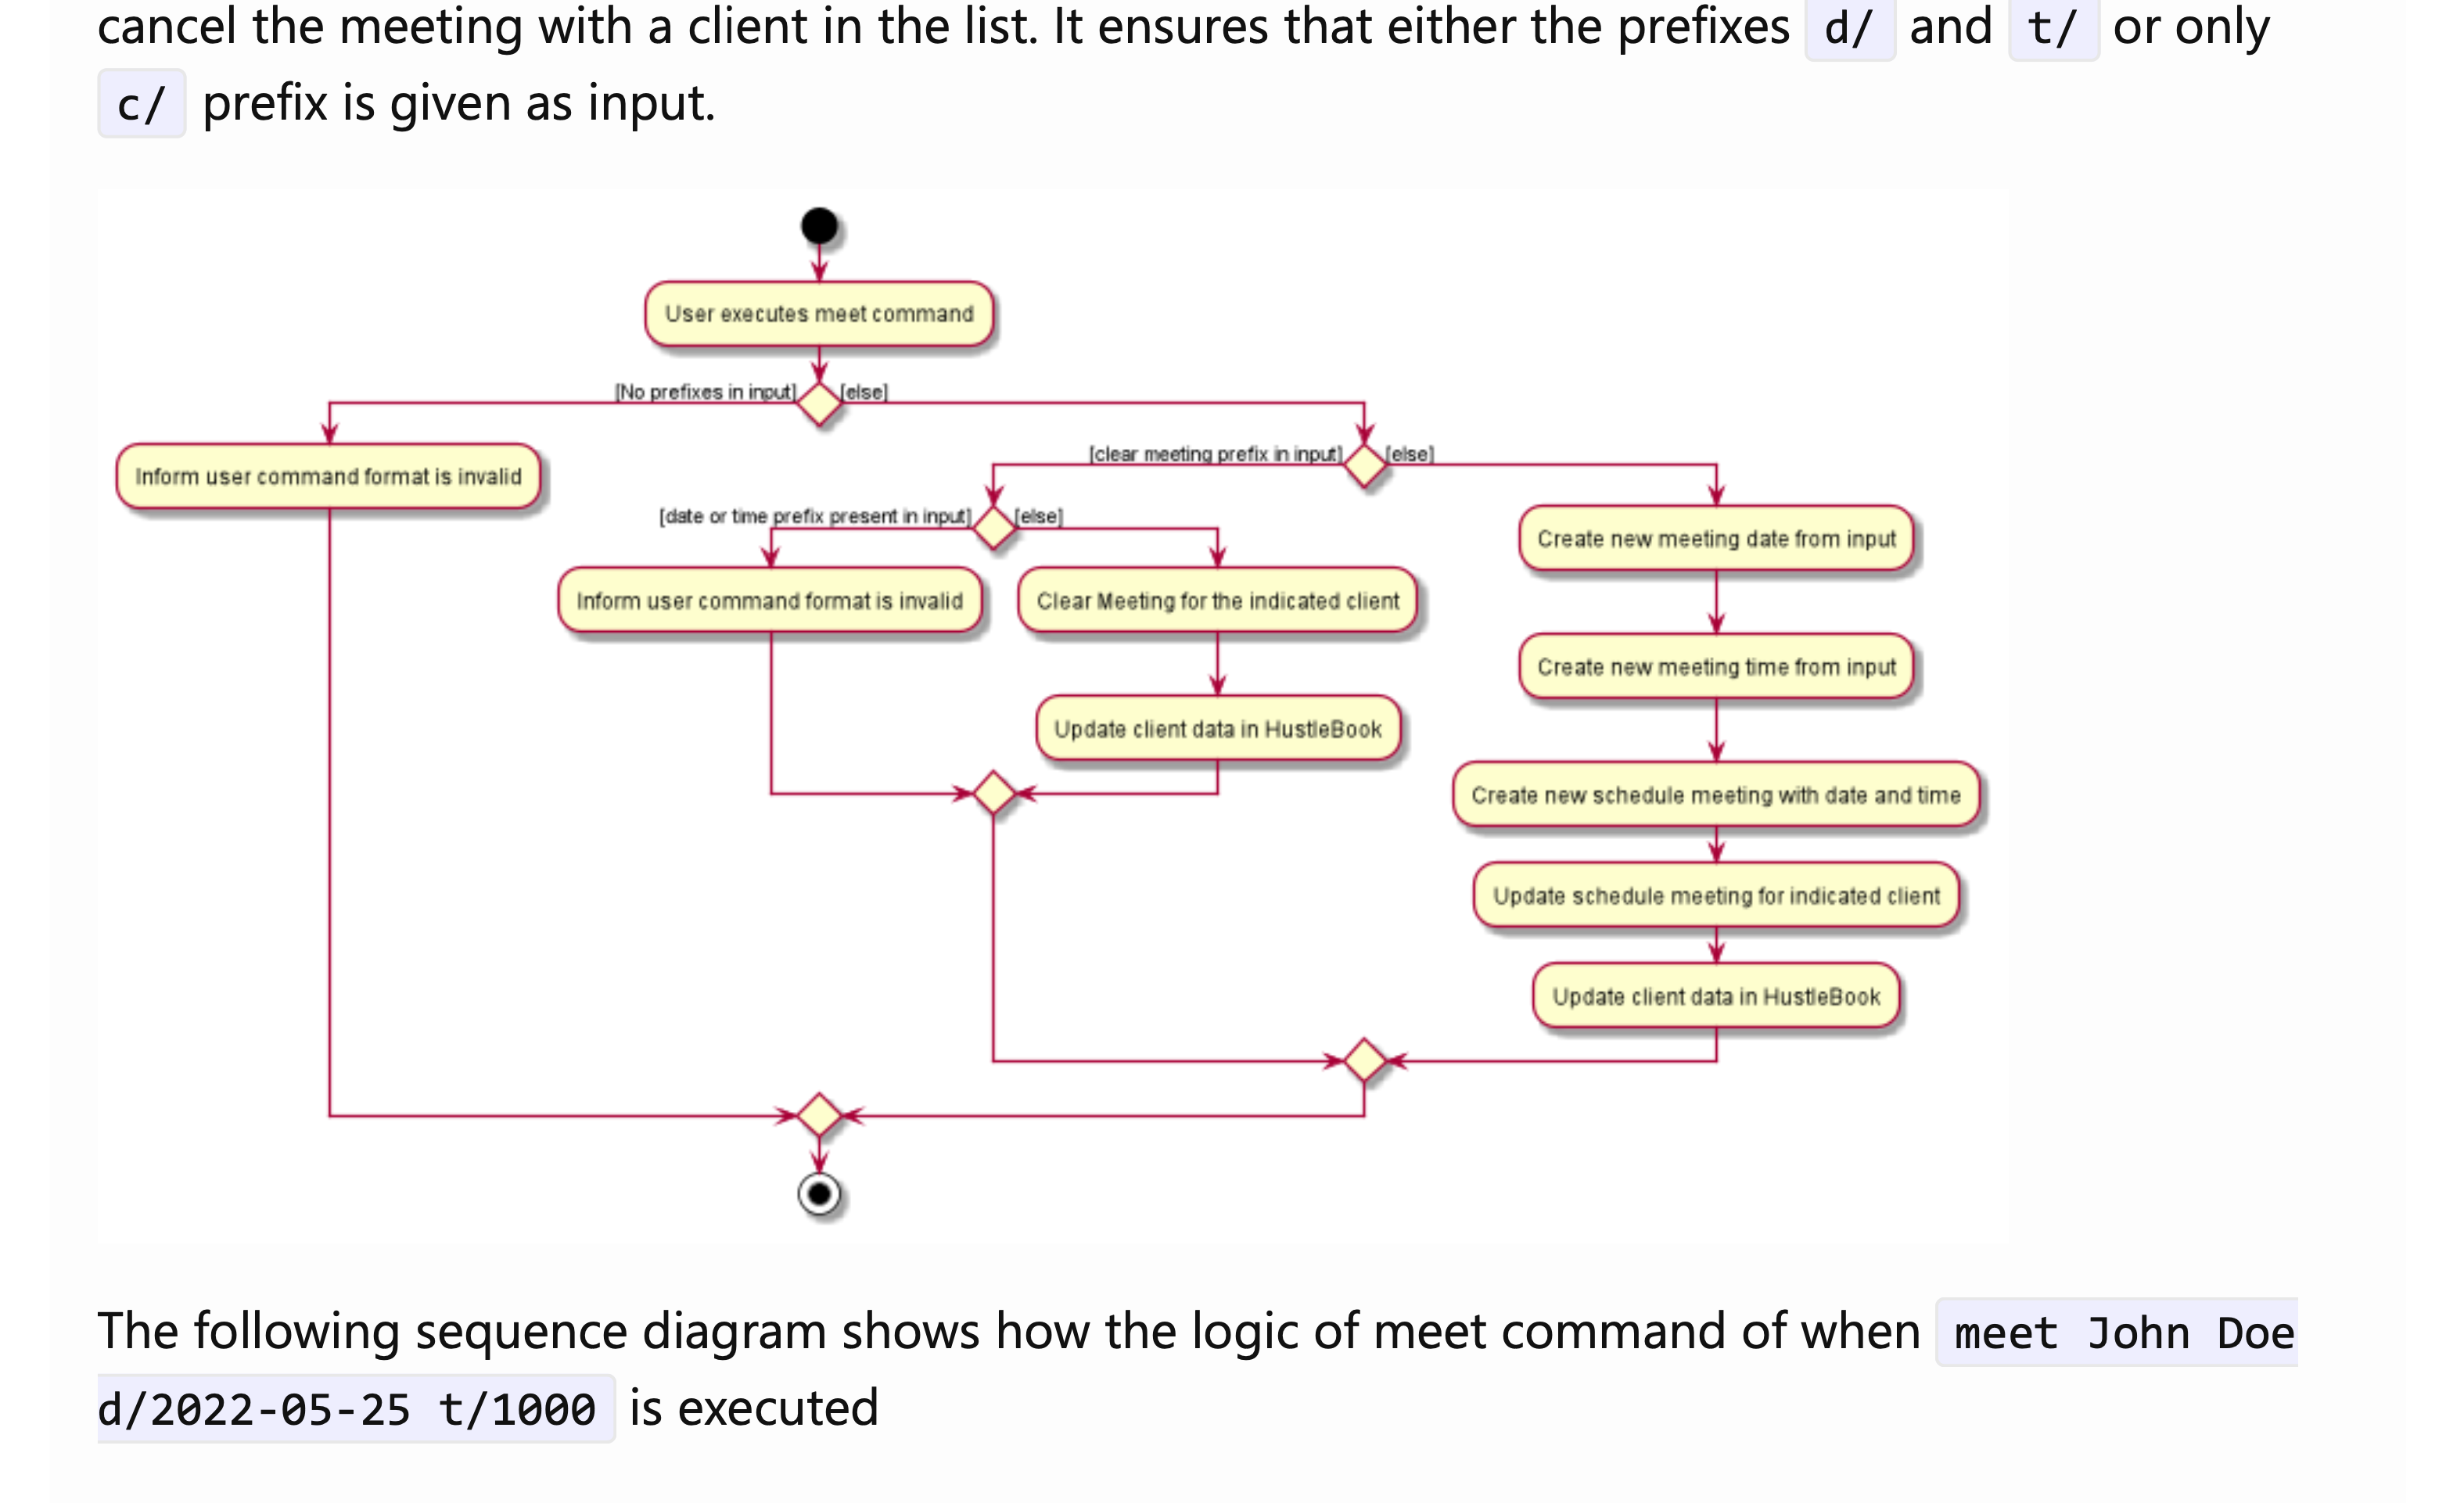 cancel the meeting with a client in the list. It ensures that either the prefixes d/ and t/ or only
c/ prefix is given as input.
User executes meet command
[No prefixes in input] [else]
[clear meeting prefix in input] [else]
Inform user command format is invalid
[date or time prefix present in input] [else]
Create new meeting date from input
Inform user command format is invalid
Clear Meeting for the indicated client
Create new meeting time from input
Update client data in HustleBook
Create new schedule meeting with date and time
Update schedule meeting for indicated client
Update client data in HustleBook
The following sequence diagram shows how the logic of meet command of when meet John Doe
d/2022-05-25 t/1000 is executed